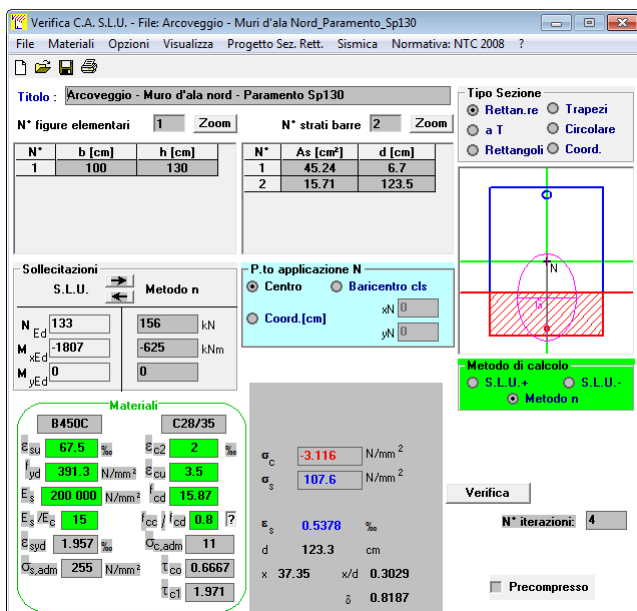 Verifica C.A. S.L.U. - File: Arcoveggio - Muri d'ala Nord_Paramento_Sp130
File Materiali Opzioni Visualizza Progetto Sez. Rett. Sismica Normativa: NTC 2008 ?
Titolo : Arcoveggio - Muro d'ala nord - Paramento Sp130
N° figure elementari 1 Zoom N° strati barre 2 Zoom
N° b [cm] h [cm]
1 100 130
N° As [cm²] d [cm]
1 45.24 6.7
2 15.71 123.5
Tipo Sezione
Rettan.re Trapezi
a T Circolare
Rettangoli Coord.
N
Sollecitazioni
S.L.U. Metodo n
N Ed 133 156 kN
M xEd -1807 -625 kNm
M yEd 0 0
P.to applicazione N
Centro Baricentro cls
Coord.[cm] xN 0
yN 0
Metodo di calcolo
S.L.U.+ S.L.U.-
Metodo n
Materiali
B450C C28/35
εsu 67.5 ‰ εc2 2 ‰
fyd 391.3 N/mm² εcu 3.5
Es 200 000 N/mm² fcd 15.87
Es/Ec 15 fcc / fcd 0.8 ?
εsyd 1.957 ‰ σc,adm 11
σs,adm 255 N/mm² τco 0.6667
τc1 1.971
σc -3.116 N/mm²
σs 107.6 N/mm²
εs 0.5378 ‰
d 123.3 cm
x 37.35 x/d 0.3029
δ 0.8187
Verifica
N° iterazioni: 4
Precompresso